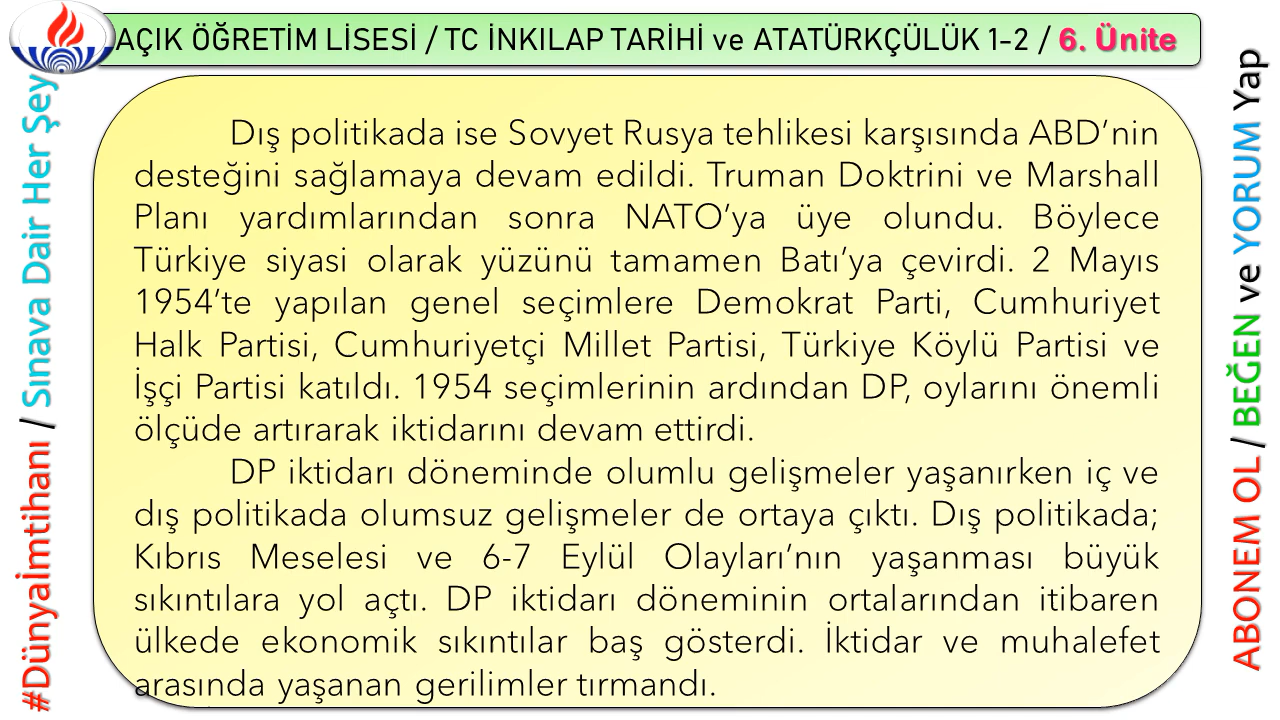 AÇIK ÖĞRETİM LİSESİ / TC İNKILAP TARİHİ ve ATATÜRKÇÜLÜK 1-2 / 6. Ünite
Dış politikada ise Sovyet Rusya tehlikesi karşısında ABD’nin
desteğini sağlamaya devam edildi. Truman Doktrini ve Marshall
Planı yardımlarından sonra NATO’ya üye olundu. Böylece
Türkiye siyasi olarak yüzünü tamamen Batı’ya çevirdi. 2 Mayıs
1954’te yapılan genel seçimlere Demokrat Parti, Cumhuriyet
Halk Partisi, Cumhuriyetçi Millet Partisi, Türkiye Köylü Partisi ve
İşçi Partisi katıldı. 1954 seçimlerinin ardından DP, oylarını önemli
ölçüde artırarak iktidarını devam ettirdi.
DP iktidarı döneminde olumlu gelişmeler yaşanırken iç ve
dış politikada olumsuz gelişmeler de ortaya çıktı. Dış politikada;
Kıbrıs Meselesi ve 6-7 Eylül Olayları’nın yaşanması büyük
sıkıntılara yol açtı. DP iktidarı döneminin ortalarından itibaren
ülkede ekonomik sıkıntılar baş gösterdi. İktidar ve muhalefet
arasında yaşanan gerilimler tırmandı.
#Dünyaİmtihanı / Sınava Dair Her Şey
ABONEM OL / BEĞEN ve YORUM Yap